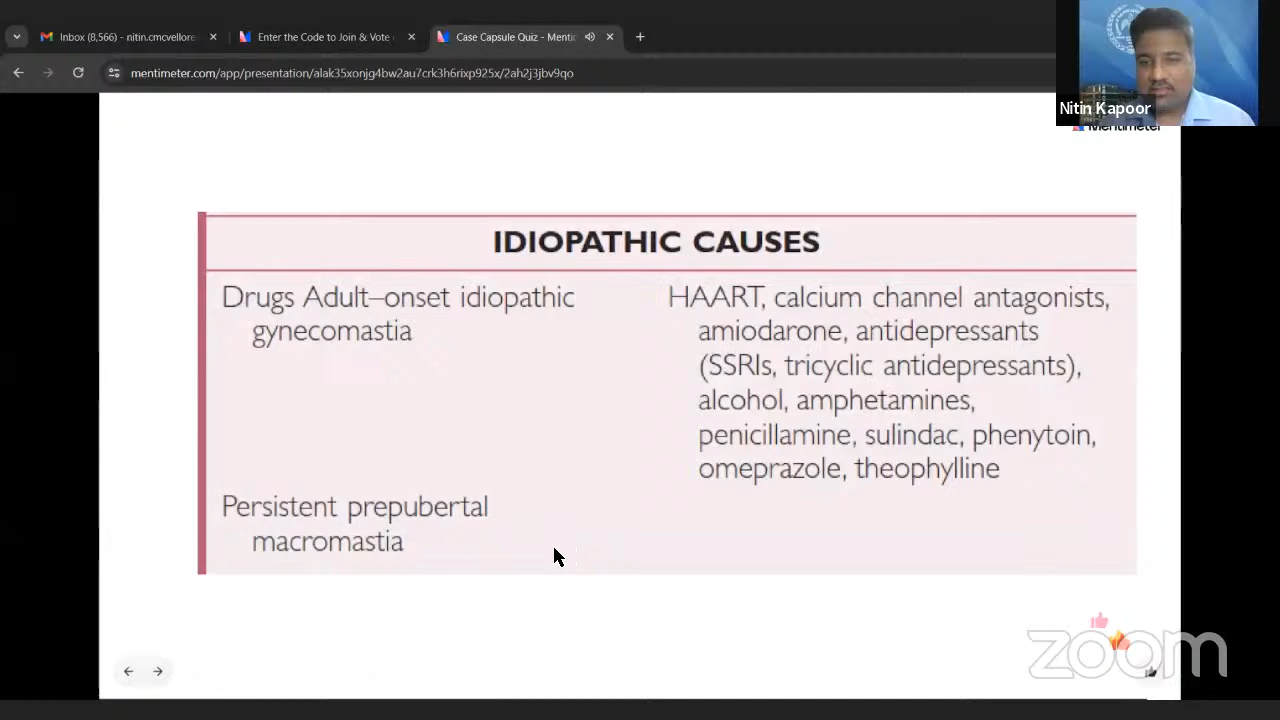 Inbox (8,566) - nitin.cmcvellore
Enter the Code to Join & Vote
Case Capsule Quiz - Menti
mentimeter.com/app/presentation/alak35xonjg4bw2au7crk3h6rixp925x/2ah2j3jbv9qo
Nitin Kapoor
Mentimeter
IDIOPATHIC CAUSES
Drugs Adult–onset idiopathic
gynecomastia
HAART, calcium channel antagonists,
amiodarone, antidepressants
(SSRIs, tricyclic antidepressants),
alcohol, amphetamines,
penicillamine, sulindac, phenytoin,
omeprazole, theophylline
Persistent prepubertal
macromastia
zoom